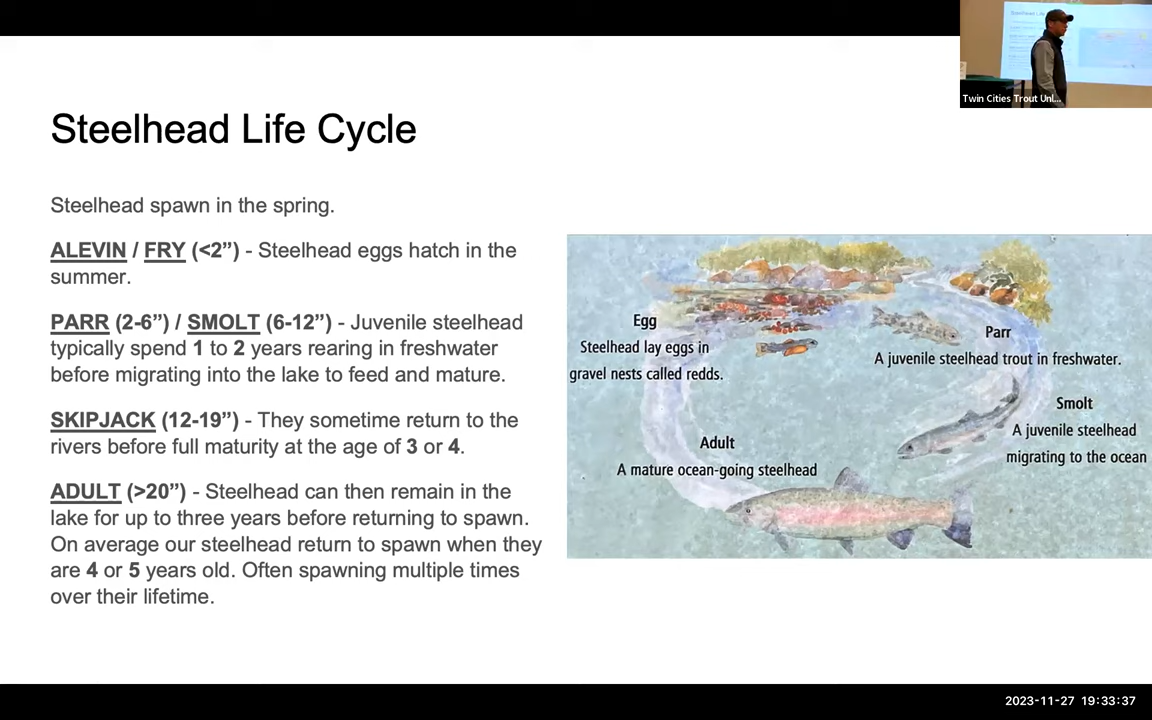 Twin Cities Trout Unl...
Steelhead Life Cycle
Steelhead spawn in the spring.
ALEVIN / FRY (<2”) - Steelhead eggs hatch in the
summer.
PARR (2-6”) / SMOLT (6-12”) - Juvenile steelhead
typically spend 1 to 2 years rearing in freshwater
before migrating into the lake to feed and mature.
SKIPJACK (12-19”) - They sometime return to the
rivers before full maturity at the age of 3 or 4.
ADULT (>20”) - Steelhead can then remain in the
lake for up to three years before returning to spawn.
On average our steelhead return to spawn when they
are 4 or 5 years old. Often spawning multiple times
over their lifetime.
Egg
Steelhead lay eggs in
gravel nests called redds.
Parr
A juvenile steelhead trout in freshwater.
Smolt
A juvenile steelhead
migrating to the ocean
Adult
A mature ocean-going steelhead
2023-11-27 19:33:37